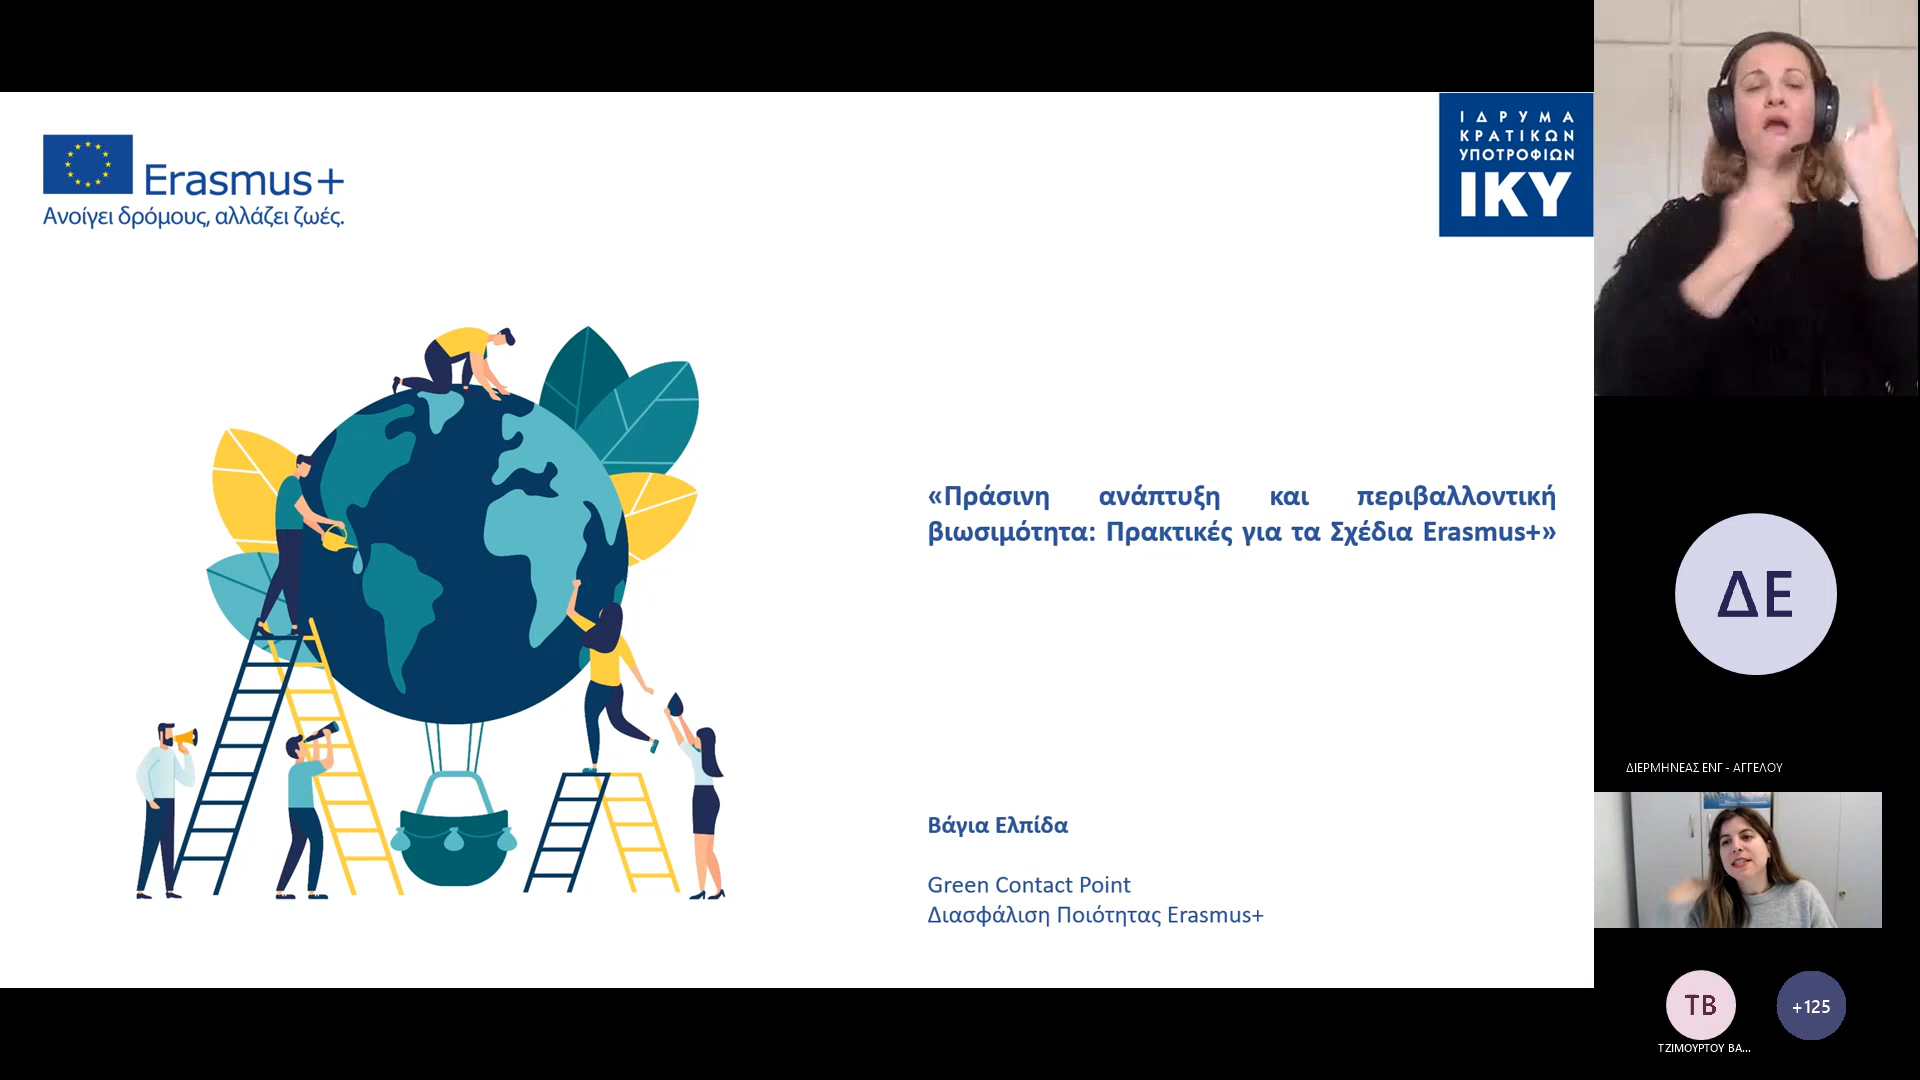 Erasmus+
Ανοίγει δρόμους, αλλάζει ζωές.
ΙΔΡΥΜΑ
ΚΡΑΤΙΚΩΝ
ΥΠΟΤΡΟΦΙΩΝ
ΙΚΥ
«Πράσινη ανάπτυξη και περιβαλλοντική
βιωσιμότητα: Πρακτικές για τα Σχέδια Erasmus+»
Βάγια Ελπίδα
Green Contact Point
Διασφάλιση Ποιότητας Erasmus+
ΔΕ
ΔΙΕΡΜΗΝΕΑΣ ΕΝΓ - ΑΓΓΕΛΟΥ
ΤΒ
+125
ΤΖΙΜΟΥΡΤΟΥ ΒΑ...